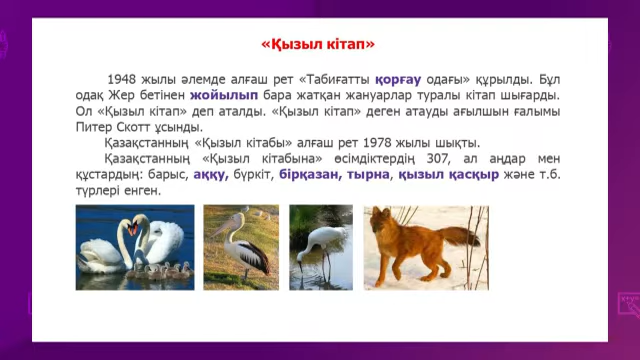 «Қызыл кітап»
1948 жылы әлемде алғаш рет «Табиғатты қорғау одағы» құрылды. Бұл
одақ Жер бетінен жойылып бара жатқан жануарлар туралы кітап шығарды.
Ол «Қызыл кітап» деп аталды. «Қызыл кітап» деген атауды ағылшын ғалымы
Питер Скотт ұсынды.
Қазақстанның «Қызыл кітабы» алғаш рет 1978 жылы шықты.
Қазақстанның «Қызыл кітабына» өсімдіктердің 307, ал аңдар мен
құстардың: барыс, аққу, бүркіт, бірқазан, тырна, қызыл қасқыр және т.б.
түрлері енген.